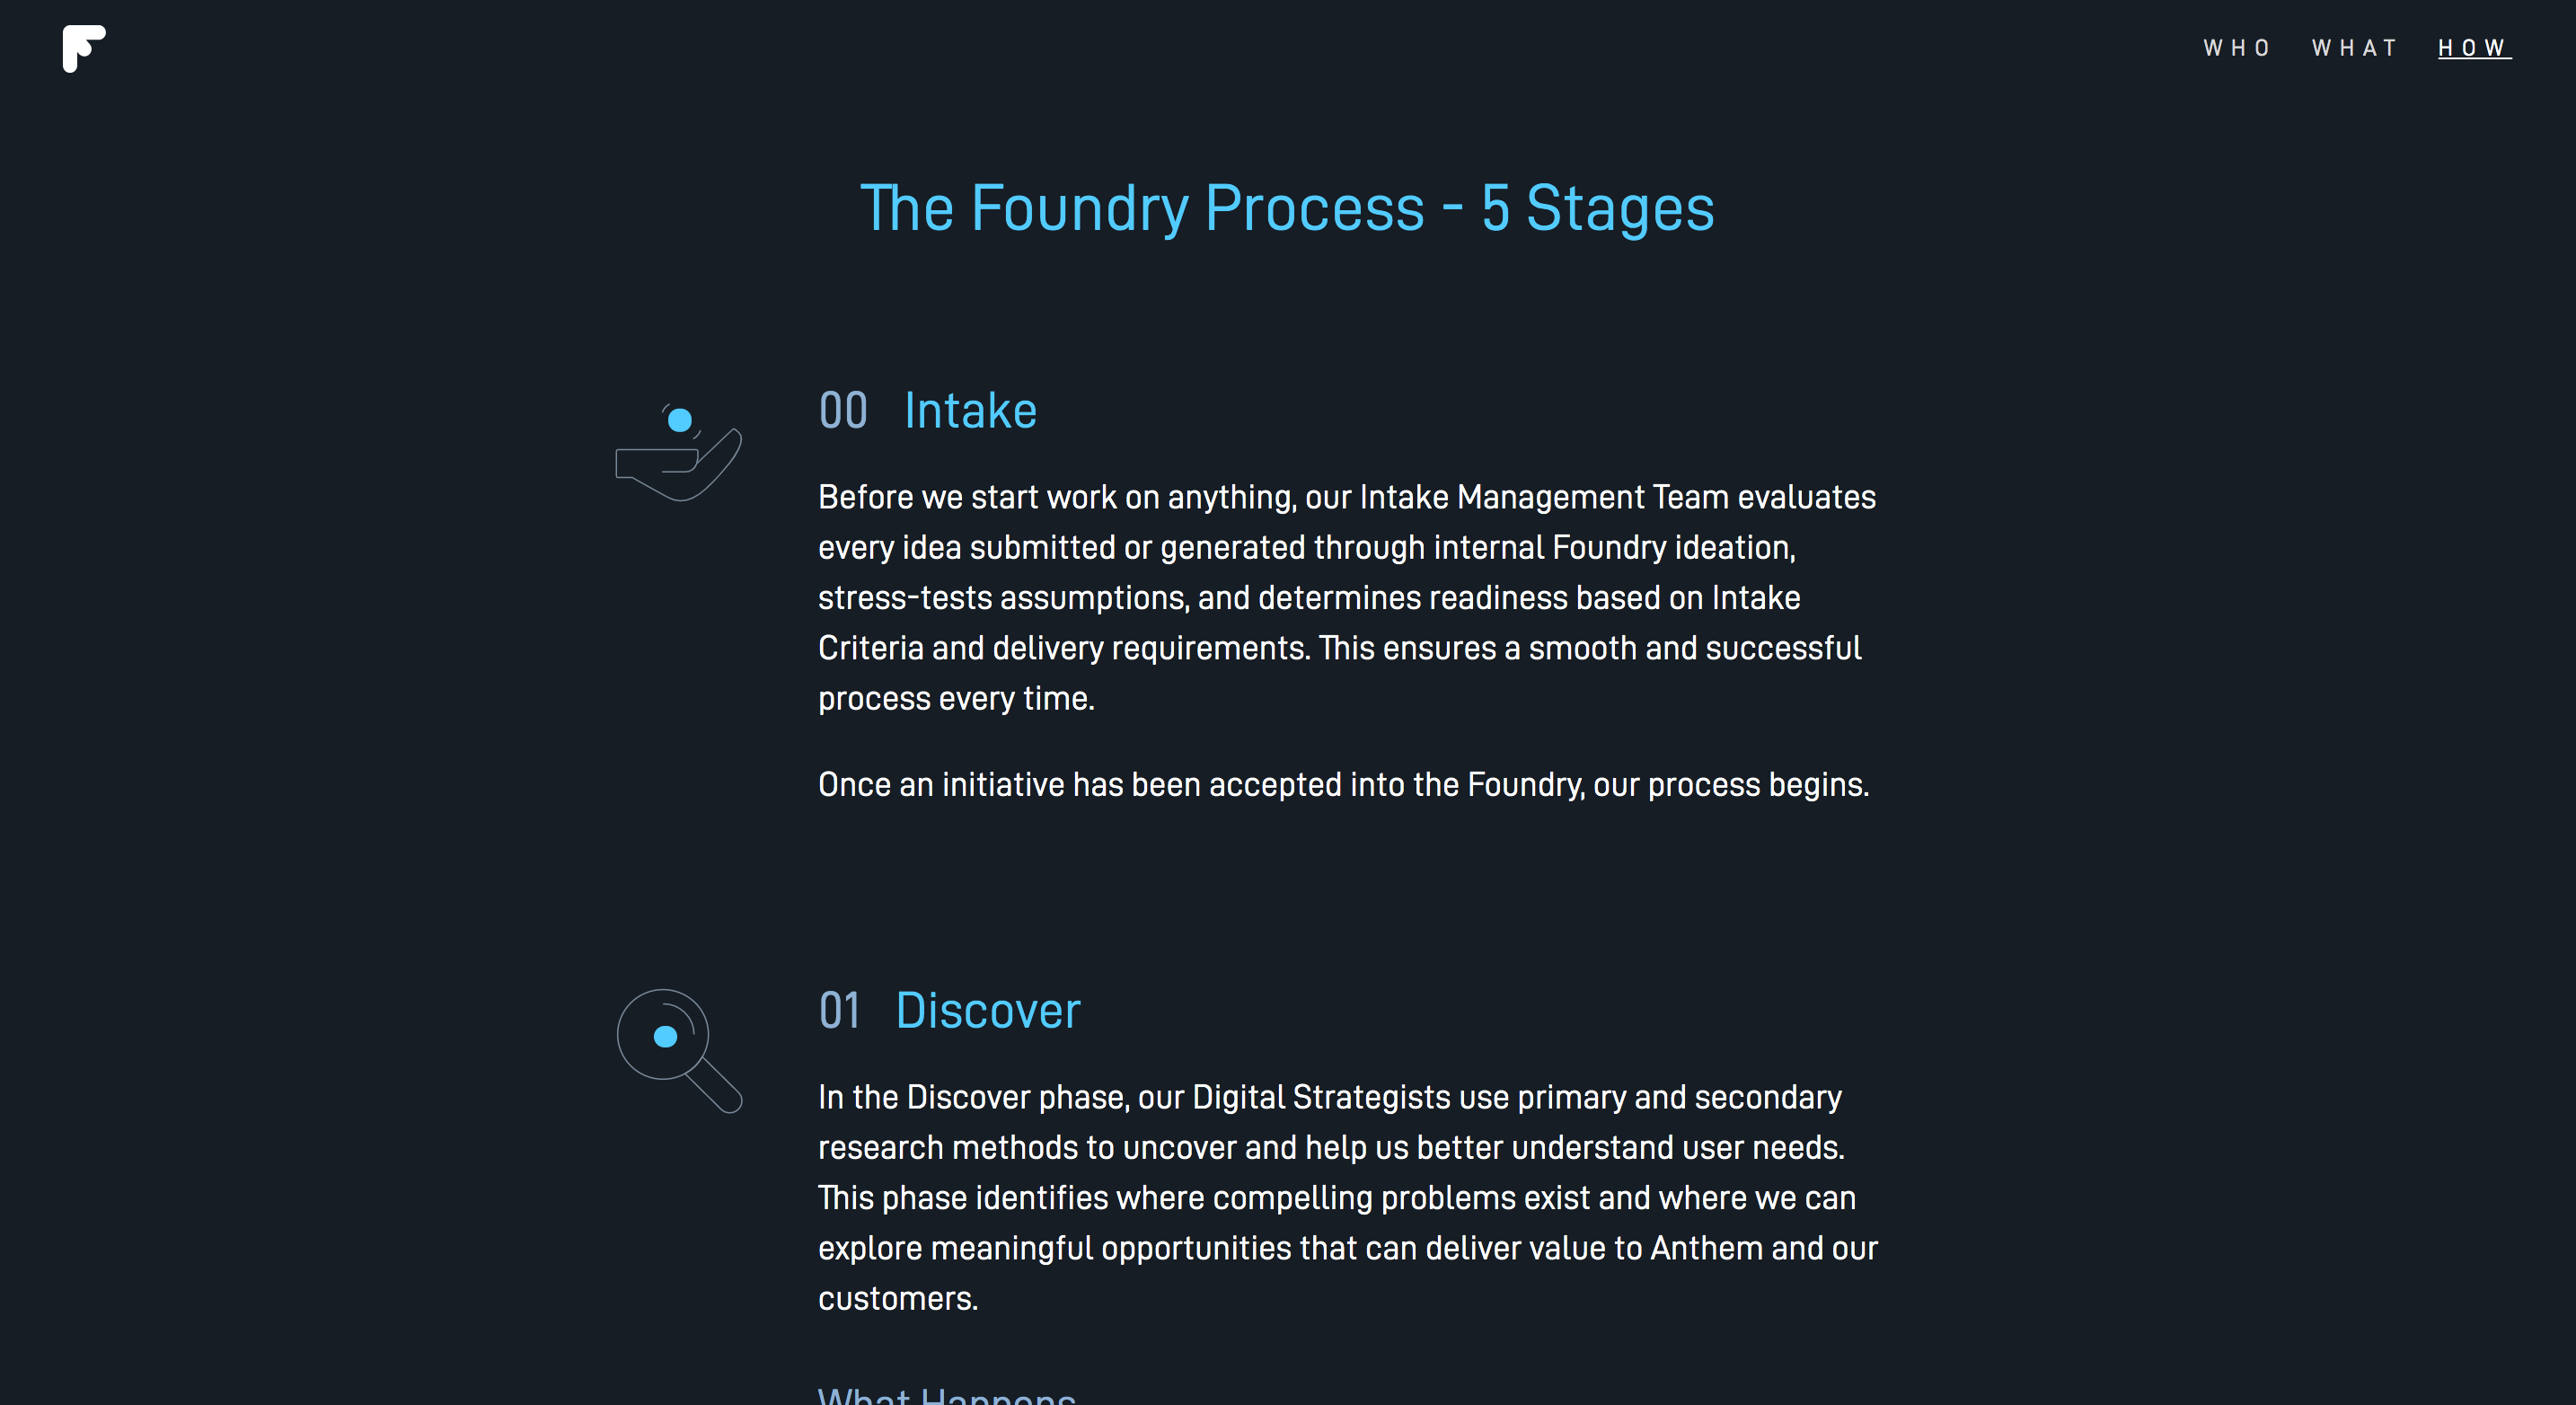 WHO WHAT HOW
The Foundry Process - 5 Stages
00 Intake
Before we start work on anything, our Intake Management Team evaluates
every idea submitted or generated through internal Foundry ideation,
stress-tests assumptions, and determines readiness based on Intake
Criteria and delivery requirements. This ensures a smooth and successful
process every time.
Once an initiative has been accepted into the Foundry, our process begins.
01 Discover
In the Discover phase, our Digital Strategists use primary and secondary
research methods to uncover and help us better understand user needs.
This phase identifies where compelling problems exist and where we can
explore meaningful opportunities that can deliver value to Anthem and our
customers.
What Happens